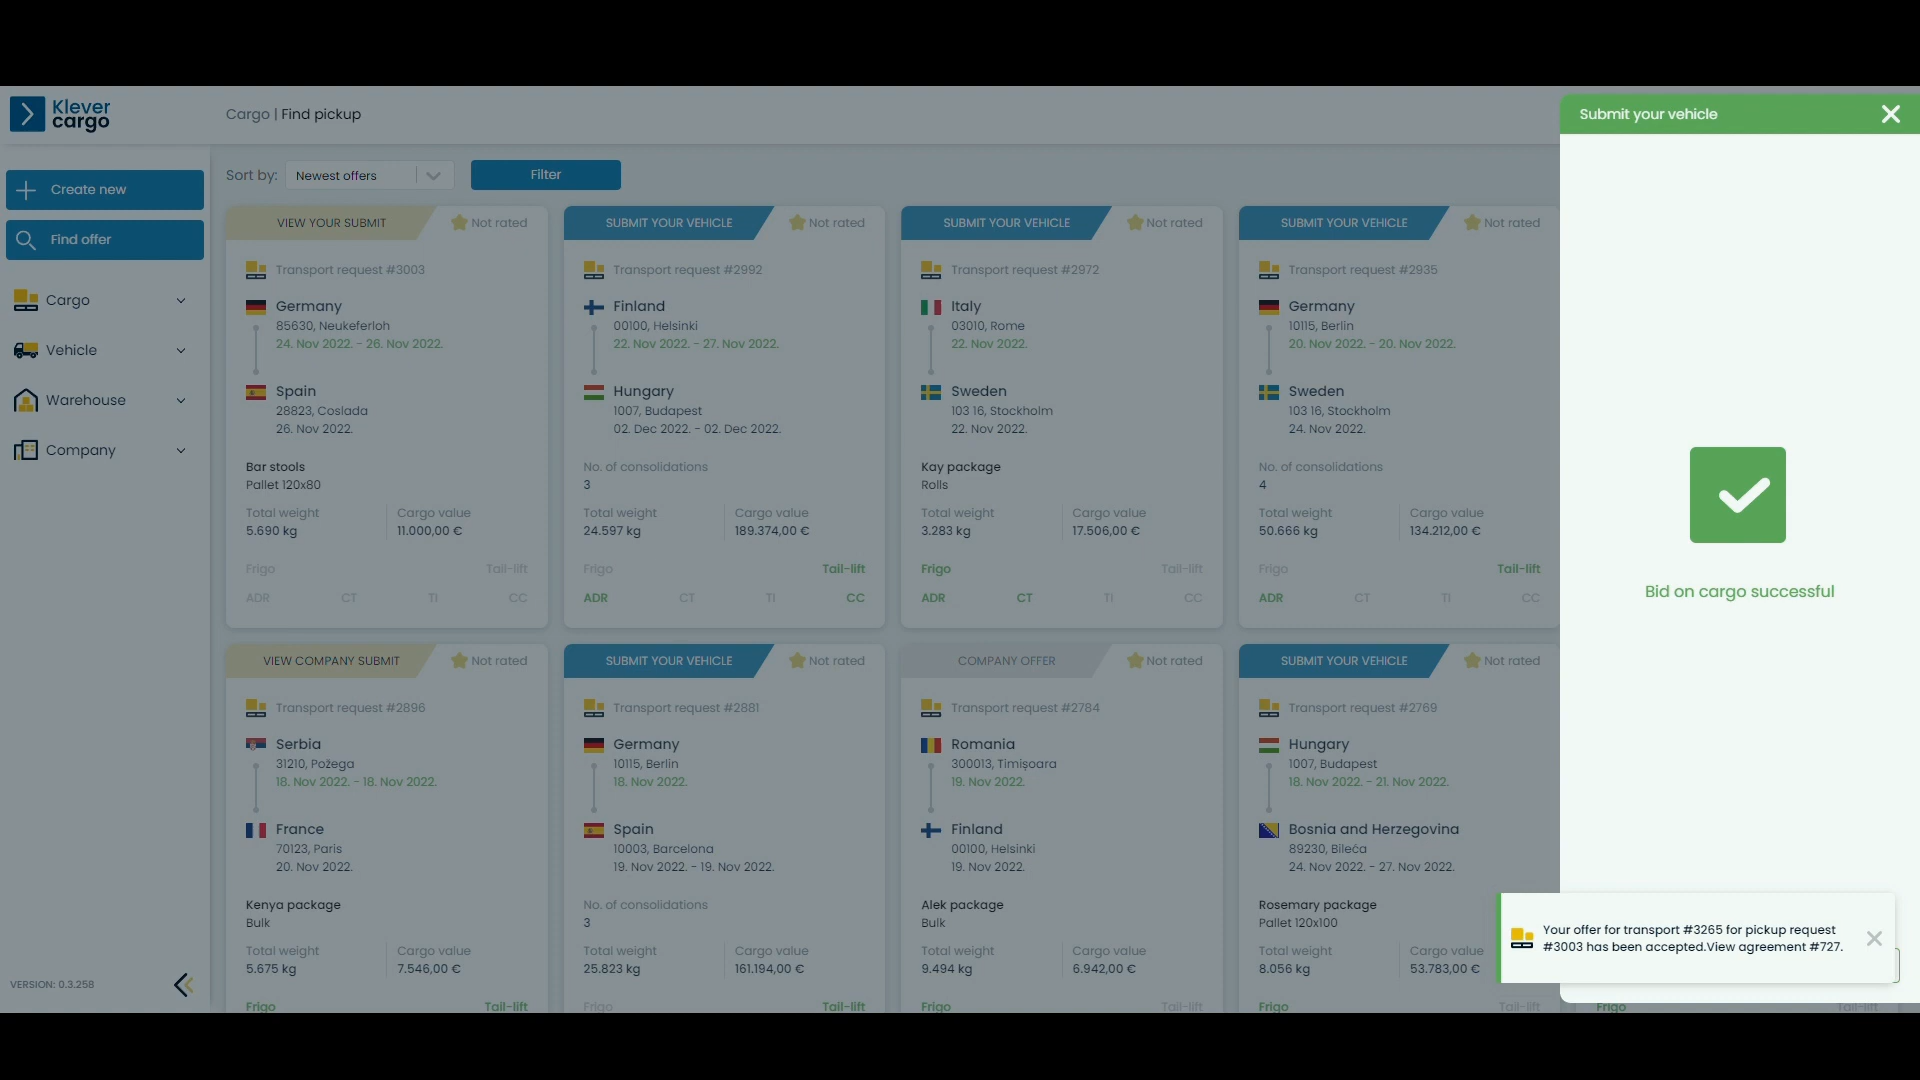 Klever
cargo
Cargo | Find pickup
Submit your vehicle
Create new
Find offer
Cargo
Vehicle
Warehouse
Company
VERSION: 0.3.258
Sort by:
Newest offers
Filter
VIEW YOUR SUBMIT
Not rated
Transport request #3003
Germany
85630, Neukeferloh
24. Nov 2022. - 26. Nov 2022.
Spain
28823, Coslada
26. Nov 2022.
Bar stools
Pallet 120x80
Total weight
5.690 kg
Cargo value
11.000,00 €
Frigo
Tail-lift
ADR
CT
TI
CC
SUBMIT YOUR VEHICLE
Not rated
Transport request #2992
Finland
00100, Helsinki
22. Nov 2022. - 27. Nov 2022.
Hungary
1007, Budapest
02. Dec 2022. - 02. Dec 2022.
No. of consolidations
3
Total weight
24.597 kg
Cargo value
189.374,00 €
Frigo
Tail-lift
ADR
CT
TI
CC
SUBMIT YOUR VEHICLE
Not rated
Transport request #2972
Italy
03010, Rome
22. Nov 2022.
Sweden
103 16, Stockholm
22. Nov 2022.
Kay package
Rolls
Total weight
3.283 kg
Cargo value
17.506,00 €
Frigo
Tail-lift
ADR
CT
TI
CC
SUBMIT YOUR VEHICLE
Not rated
Transport request #2935
Germany
10115, Berlin
20. Nov 2022. - 20. Nov 2022.
Sweden
103 16, Stockholm
24. Nov 2022.
No. of consolidations
4
Total weight
50.666 kg
Cargo value
134.212,00 €
Frigo
Tail-lift
ADR
CT
TI
CC
VIEW COMPANY SUBMIT
Not rated
Transport request #2896
Serbia
31210, Požega
18. Nov 2022. - 18. Nov 2022.
France
70123, Paris
20. Nov 2022.
Kenya package
Bulk
Total weight
5.675 kg
Cargo value
7.546,00 €
Frigo
Tail-lift
SUBMIT YOUR VEHICLE
Not rated
Transport request #2881
Germany
10115, Berlin
18. Nov 2022.
Spain
10003, Barcelona
19. Nov 2022. - 19. Nov 2022.
No. of consolidations
3
Total weight
25.823 kg
Cargo value
161.194,00 €
Frigo
Tail-lift
COMPANY OFFER
Not rated
Transport request #2784
Romania
300013, Timișoara
19. Nov 2022.
Finland
00100, Helsinki
19. Nov 2022.
Alek package
Bulk
Total weight
9.494 kg
Cargo value
6.942,00 €
Frigo
Tail-lift
SUBMIT YOUR VEHICLE
Not rated
Transport request #2769
Hungary
1007, Budapest
18. Nov 2022. - 21. Nov 2022.
Bosnia and Herzegovina
89230, Bileća
24. Nov 2022. - 27. Nov 2022.
Rosemary package
Pallet 120x100
Total weight
8.056 kg
Cargo value
53.783,00 €
Frigo
Tail-lift
Frigo
Tail-lift
Bid on cargo successful
Your offer for transport #3265 for pickup request
#3003 has been accepted.View agreement #727.